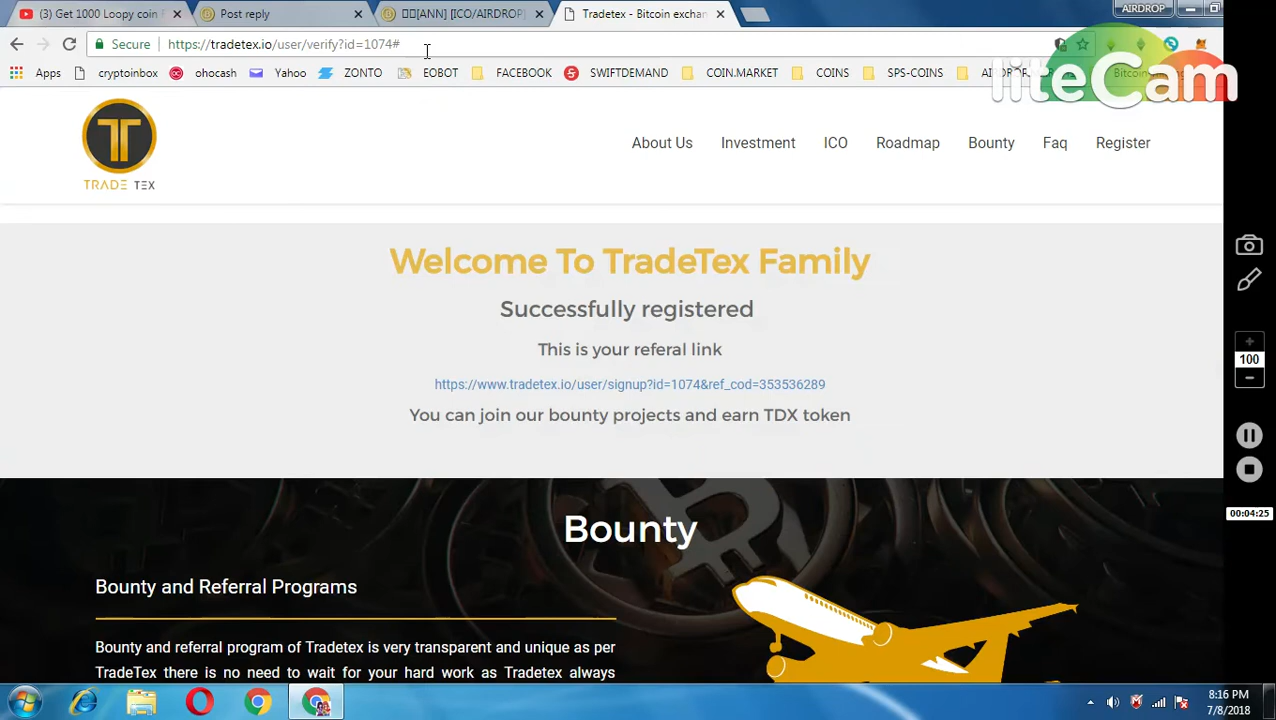 (3) Get 1000 Loopy coin F
Post reply
[ANN] [ICO/AIRDROP]
Tradetex - Bitcoin exchan
AIRDROP
Secure https://tradetex.io/user/verify?id=1074#
Apps cryptoinbox ohocash Yahoo EOBOT FACEBOOK SWIFTDEMAND COIN.MARKET COINS SPS-COINS
liteCam
TRADE TEX
About Us Investment ICO Roadmap Bounty Faq Register
Welcome To TradeTex Family
Successfully registered
This is your referal link
https://www.tradetex.io/user/signup?id=1074&ref_cod=353536289
You can join our bounty projects and earn TDX token
100
00:04:25
Bounty
Bounty and Referral Programs
Bounty and referral program of Tradetex is very transparent and unique as per
TradeTex there is no need to wait for your hard work as Tradetex always
8:16 PM
7/8/2018